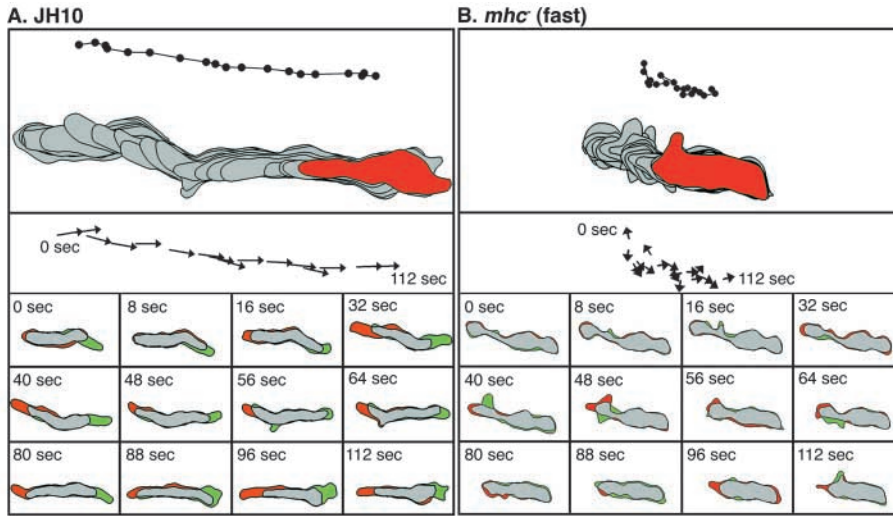 A. JH10
B. mhc- (fast)
0 sec
112 sec
0 sec
112 sec
0 sec 8 sec 16 sec 32 sec
40 sec 48 sec 56 sec 64 sec
80 sec 88 sec 96 sec 112 sec
0 sec 8 sec 16 sec 32 sec
40 sec 48 sec 56 sec 64 sec
80 sec 88 sec 96 sec 112 sec